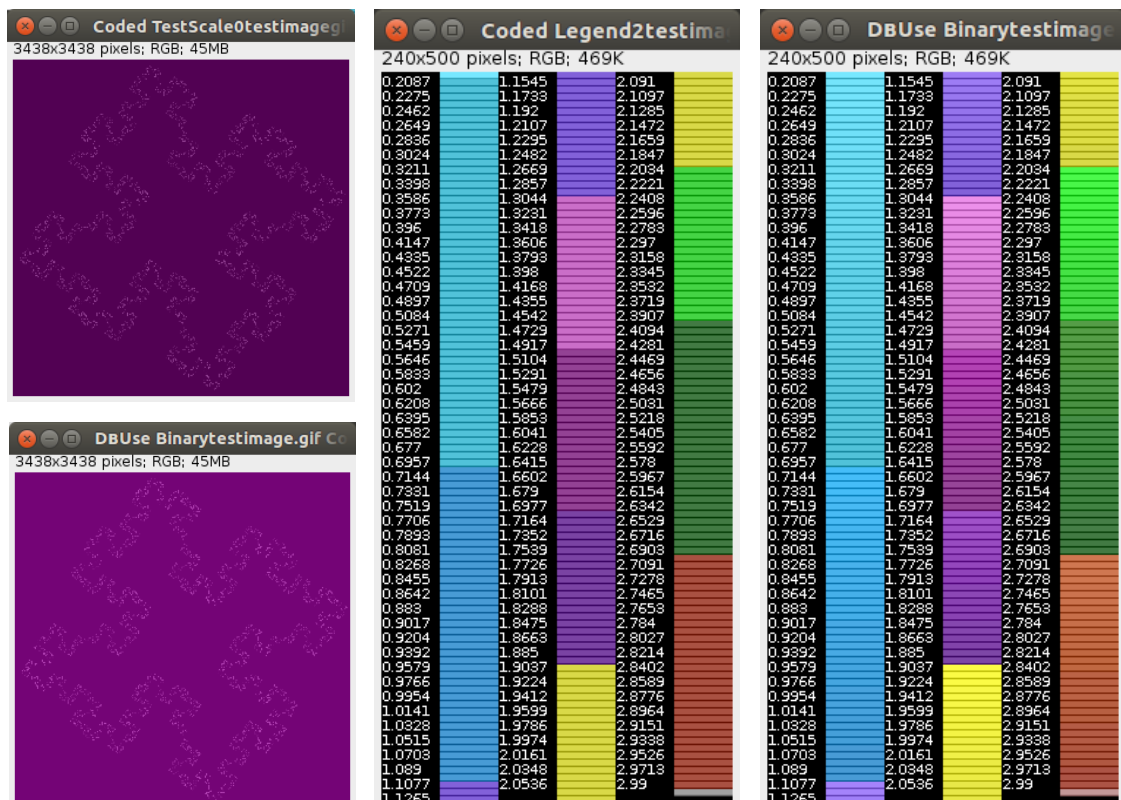 Coded TestScale0testimagegi
3438x3438 pixels; RGB; 45MB
DBUse Binarytestimage.gif Co
3438x3438 pixels; RGB; 45MB
Coded Legend2testima
240x500 pixels; RGB; 469K
0.2087 1.1545 2.091
0.2275 1.1733 2.1097
0.2462 1.192 2.1285
0.2649 1.2107 2.1472
0.2836 1.2295 2.1659
0.3024 1.2482 2.1847
0.3211 1.2669 2.2034
0.3398 1.2857 2.2221
0.3586 1.3044 2.2408
0.3773 1.3231 2.2596
0.396 1.3418 2.2783
0.4147 1.3606 2.297
0.4335 1.3793 2.3158
0.4522 1.398 2.3345
0.4709 1.4168 2.3532
0.4897 1.4355 2.3719
0.5084 1.4542 2.3907
0.5271 1.4729 2.4094
0.5459 1.4917 2.4281
0.5646 1.5104 2.4469
0.5833 1.5291 2.4656
0.602 1.5479 2.4843
0.6208 1.5666 2.5031
0.6395 1.5853 2.5218
0.6582 1.6041 2.5405
0.677 1.6228 2.5592
0.6957 1.6415 2.578
0.7144 1.6602 2.5967
0.7331 1.679 2.6154
0.7519 1.6977 2.6342
0.7706 1.7164 2.6529
0.7893 1.7352 2.6716
0.8081 1.7539 2.6903
0.8268 1.7726 2.7091
0.8455 1.7913 2.7278
0.8642 1.8101 2.7465
0.883 1.8288 2.7653
0.9017 1.8475 2.784
0.9204 1.8663 2.8027
0.9392 1.885 2.8214
0.9579 1.9037 2.8402
0.9766 1.9224 2.8589
0.9954 1.9412 2.8776
1.0141 1.9599 2.8964
1.0328 1.9786 2.9151
1.0515 1.9974 2.9338
1.0703 2.0161 2.9526
1.089 2.0348 2.9713
1.1077 2.0536 2.99
1.1265
DBUse Binarytestimage
240x500 pixels; RGB; 469K
0.2087 1.1545 2.091
0.2275 1.1733 2.1097
0.2462 1.192 2.1285
0.2649 1.2107 2.1472
0.2836 1.2295 2.1659
0.3024 1.2482 2.1847
0.3211 1.2669 2.2034
0.3398 1.2857 2.2221
0.3586 1.3044 2.2408
0.3773 1.3231 2.2596
0.396 1.3418 2.2783
0.4147 1.3606 2.297
0.4335 1.3793 2.3158
0.4522 1.398 2.3345
0.4709 1.4168 2.3532
0.4897 1.4355 2.3719
0.5084 1.4542 2.3907
0.5271 1.4729 2.4094
0.5459 1.4917 2.4281
0.5646 1.5104 2.4469
0.5833 1.5291 2.4656
0.602 1.5479 2.4843
0.6208 1.5666 2.5031
0.6395 1.5853 2.5218
0.6582 1.6041 2.5405
0.677 1.6228 2.5592
0.6957 1.6415 2.578
0.7144 1.6602 2.5967
0.7331 1.679 2.6154
0.7519 1.6977 2.6342
0.7706 1.7164 2.6529
0.7893 1.7352 2.6716
0.8081 1.7539 2.6903
0.8268 1.7726 2.7091
0.8455 1.7913 2.7278
0.8642 1.8101 2.7465
0.883 1.8288 2.7653
0.9017 1.8475 2.784
0.9204 1.8663 2.8027
0.9392 1.885 2.8214
0.9579 1.9037 2.8402
0.9766 1.9224 2.8589
0.9954 1.9412 2.8776
1.0141 1.9599 2.8964
1.0328 1.9786 2.9151
1.0515 1.9974 2.9338
1.0703 2.0161 2.9526
1.089 2.0348 2.9713
1.1077 2.0536 2.99
1.1265